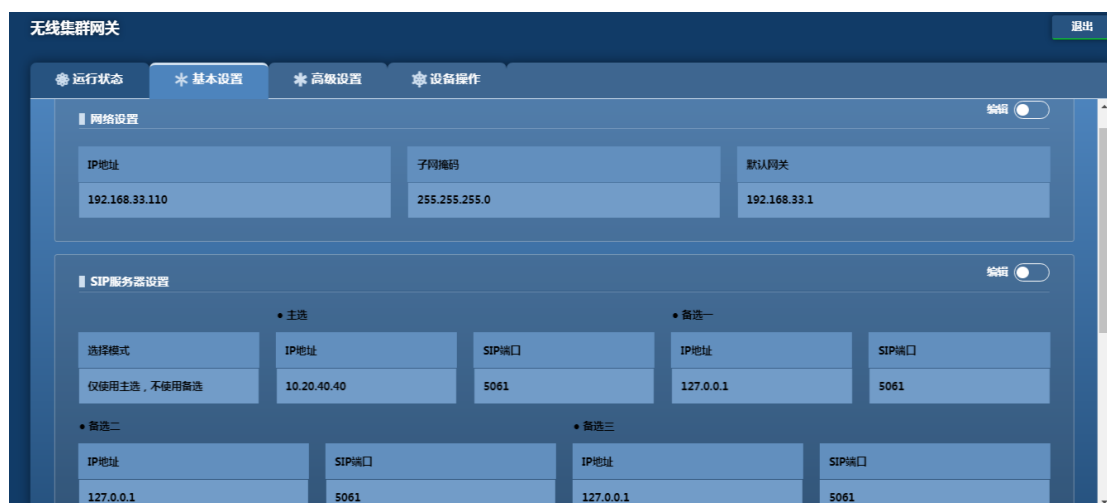 无线集群网关
退出
运行状态 基本设置 高级设置 设备操作
网络设置 编辑
IP地址 子网掩码 默认网关
192.168.33.110 255.255.255.0 192.168.33.1
SIP服务器设置 编辑
● 主选 ● 备选一
选择模式 IP地址 SIP端口 IP地址 SIP端口
仅使用主选，不使用备选 10.20.40.40 5061 127.0.0.1 5061
● 备选二 ● 备选三
IP地址 SIP端口 IP地址 SIP端口
127.0.0.1 5061 127.0.0.1 5061